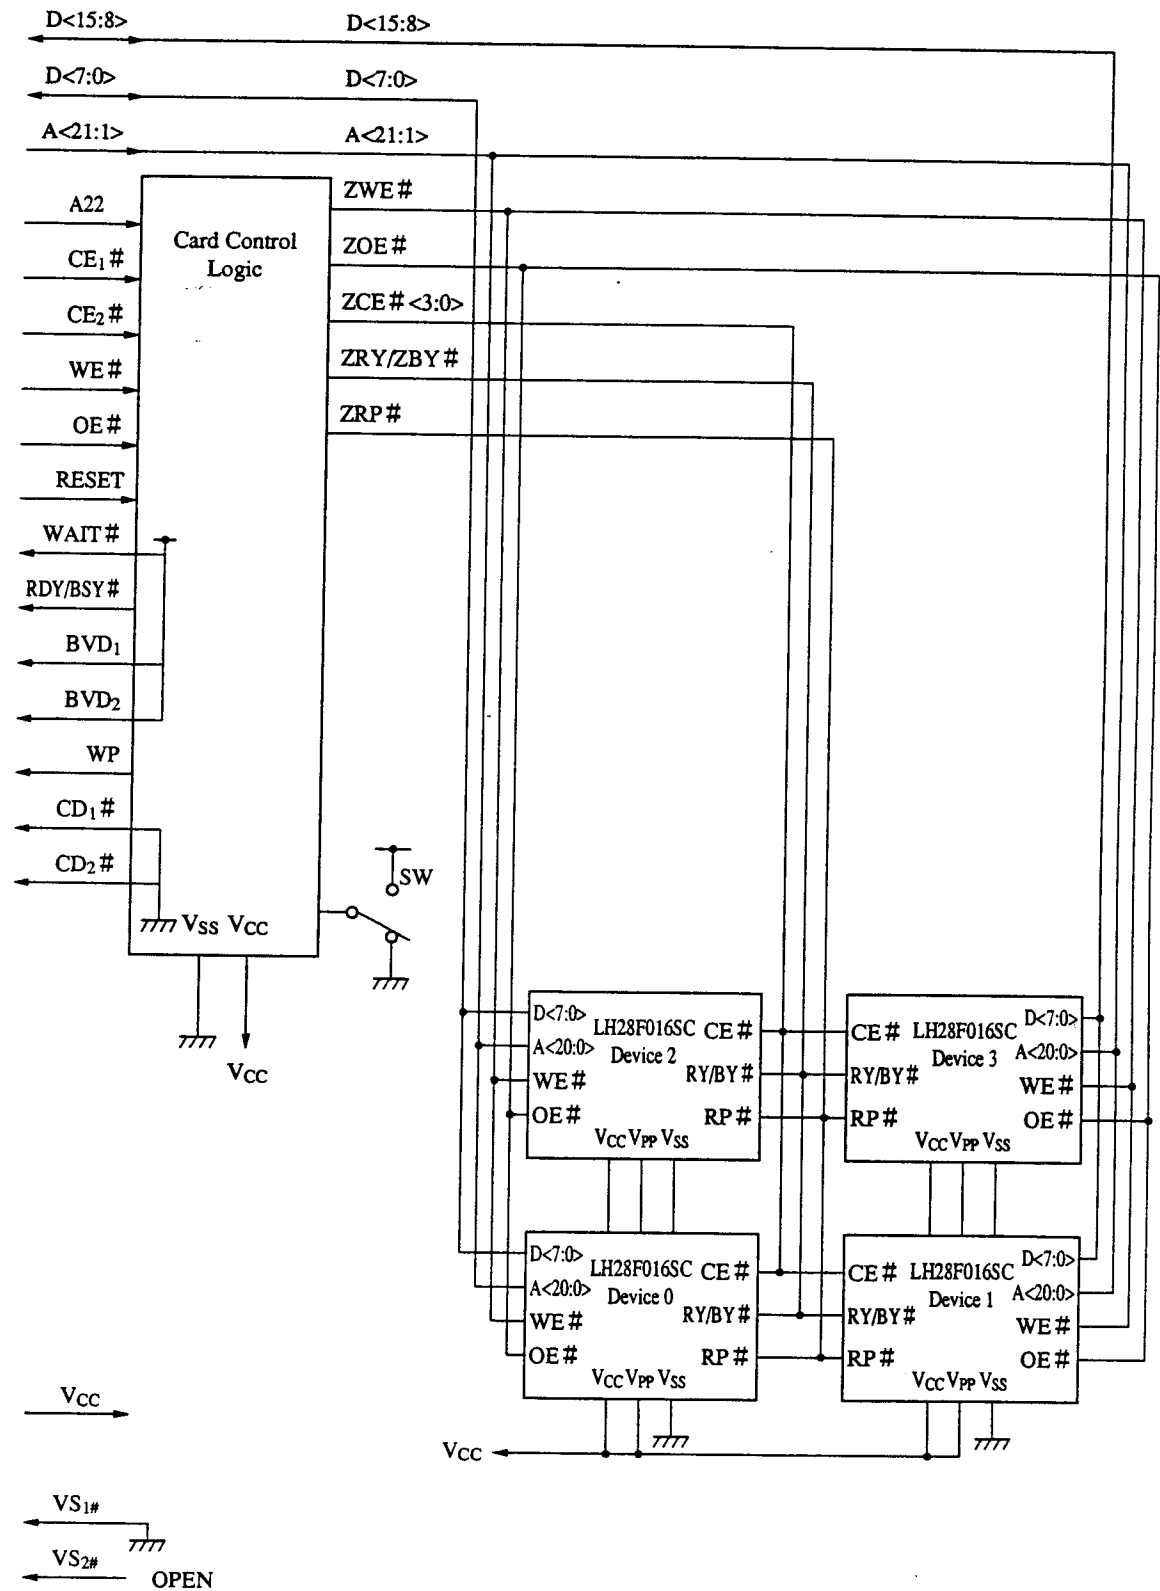 D<15:8> D<15:8>
D<7:0> D<7:0>
A<21:1> A<21:1>
A22
CE1#
CE2#
WE#
OE#
RESET
WAIT#
RDY/BSY#
BVD1
BVD2
WP
CD1#
CD2#
Card Control
Logic
VSS VCC
VCC
ZWE#
ZOE#
ZCE#<3:0>
ZRY/ZBY#
ZRP#
SW
D<7:0>
A<20:0>
WE#
OE#
LH28F016SC
Device 2
CE#
RY/BY#
RP#
VCC VPP VSS
CE#
RY/BY#
RP#
LH28F016SC
Device 3
D<7:0>
A<20:0>
WE#
OE#
VCC VPP VSS
D<7:0>
A<20:0>
WE#
OE#
LH28F016SC
Device 0
CE#
RY/BY#
RP#
VCC VPP VSS
CE#
RY/BY#
RP#
LH28F016SC
Device 1
D<7:0>
A<20:0>
WE#
OE#
VCC VPP VSS
VCC
VCC
VS1#
VS2#
OPEN